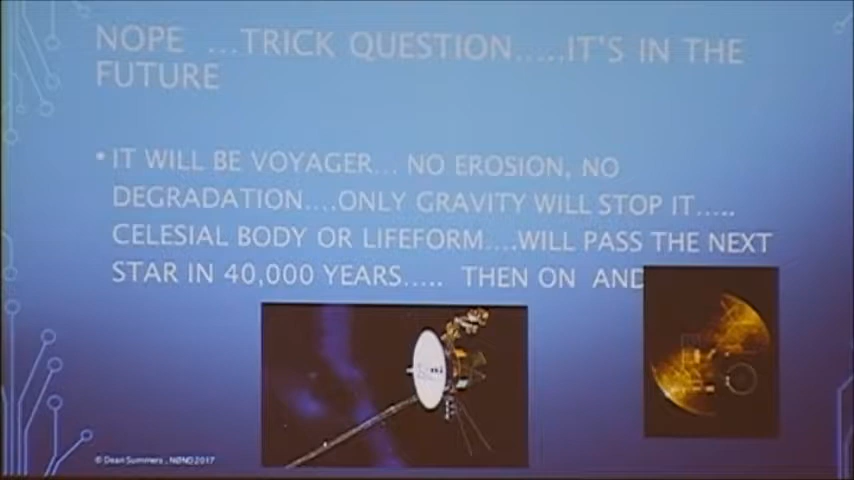 NOPE ...TRICK QUESTION.....IT'S IN THE
FUTURE
• IT WILL BE VOYAGER... NO EROSION, NO
DEGRADATION....ONLY GRAVITY WILL STOP IT.....
CELESIAL BODY OR LIFEFORM....WILL PASS THE NEXT
STAR IN 40,000 YEARS..... THEN ON AND
© Dean Summers, N0ND 2017